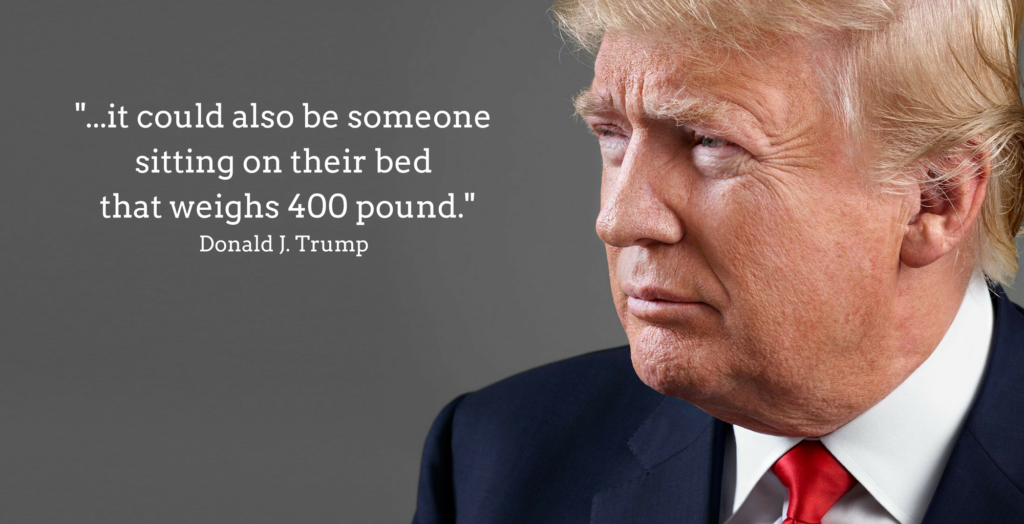 "...it could also be someone
sitting on their bed
that weighs 400 pound."
Donald J. Trump